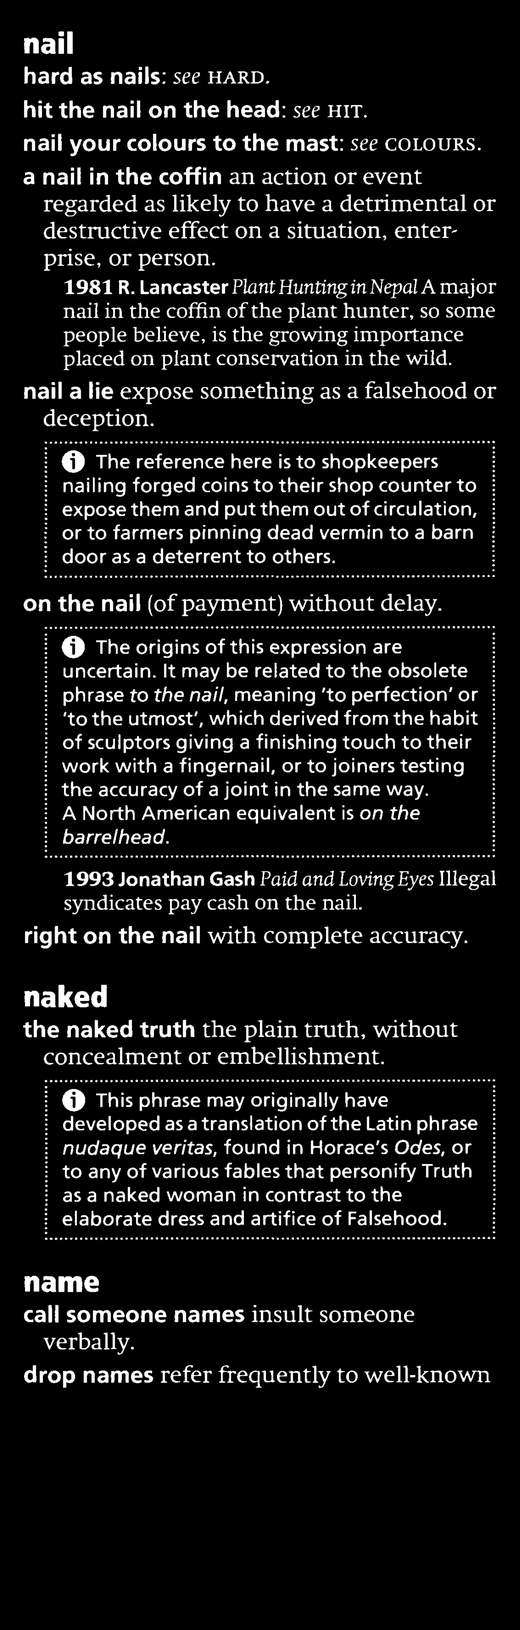 nail
hard as nails: see HARD.
hit the nail on the head: see HIT.
nail your colours to the mast: see COLOURS.
a nail in the coffin an action or event
regarded as likely to have a detrimental or
destructive effect on a situation, enter-
prise, or person.
1981 R. Lancaster Plant Hunting in Nepal A major
nail in the coffin of the plant hunter, so some
people believe, is the growing importance
placed on plant conservation in the wild.
nail a lie expose something as a falsehood or
deception.
i The reference here is to shopkeepers
nailing forged coins to their shop counter to
expose them and put them out of circulation,
or to farmers pinning dead vermin to a barn
door as a deterrent to others.
on the nail (of payment) without delay.
i The origins of this expression are
uncertain. It may be related to the obsolete
phrase to the nail, meaning 'to perfection' or
'to the utmost', which derived from the habit
of sculptors giving a finishing touch to their
work with a fingernail, or to joiners testing
the accuracy of a joint in the same way.
A North American equivalent is on the
barrelhead.
1993 Jonathan Gash Paid and Loving Eyes Illegal
syndicates pay cash on the nail.
right on the nail with complete accuracy.
naked
the naked truth the plain truth, without
concealment or embellishment.
i This phrase may originally have
developed as a translation of the Latin phrase
nudaque veritas, found in Horace's Odes, or
to any of various fables that personify Truth
as a naked woman in contrast to the
elaborate dress and artifice of Falsehood.
name
call someone names insult someone
verbally.
drop names refer frequently to well-known